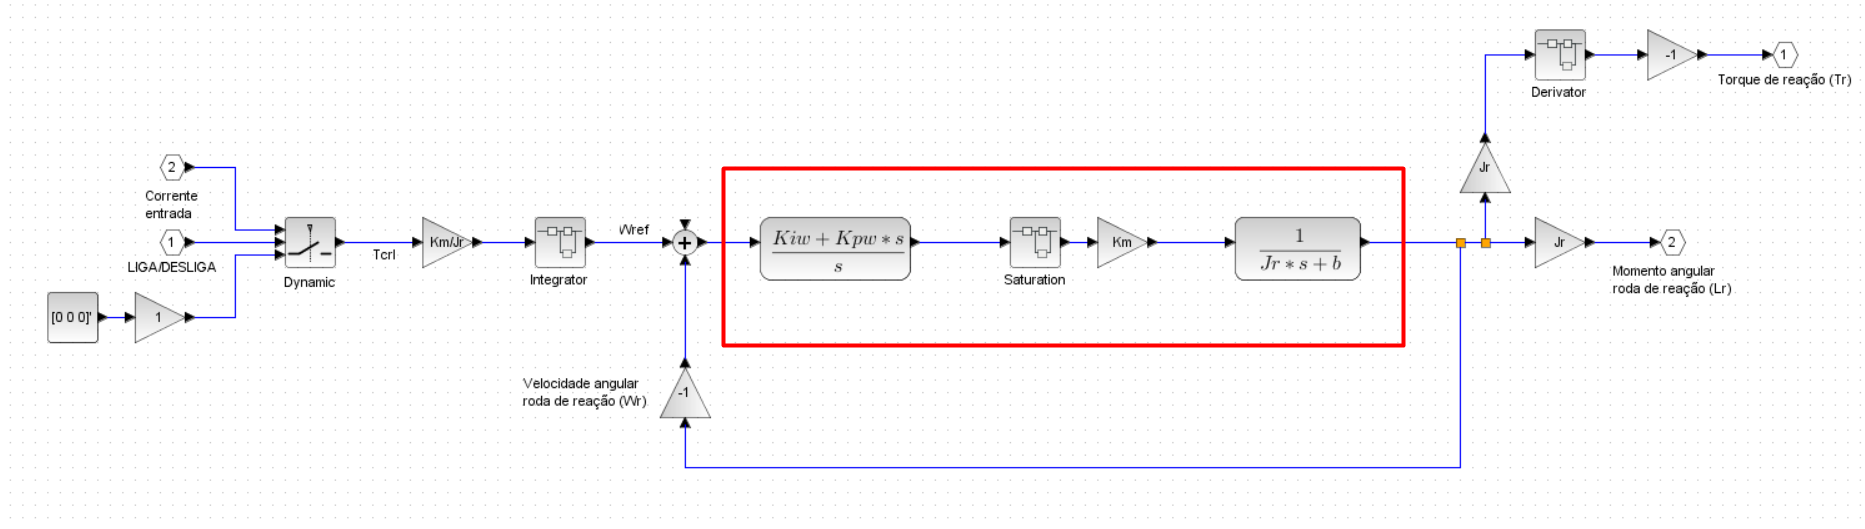 Derivator
-1
1
Torque de reação (Tr)
Jr
2
Corrente
entrada
1
LIGA/DESLIGA
Dynamic
Tcrl
Km/Jr
Integrator
Wref
+
Kiw + Kpw * s
s
Saturation
Km
1
Jr * s + b
Jr
2
Momento angular
roda de reação (Lr)
[0 0 0]'
1
Velocidade angular
roda de reação (Wr)
-1